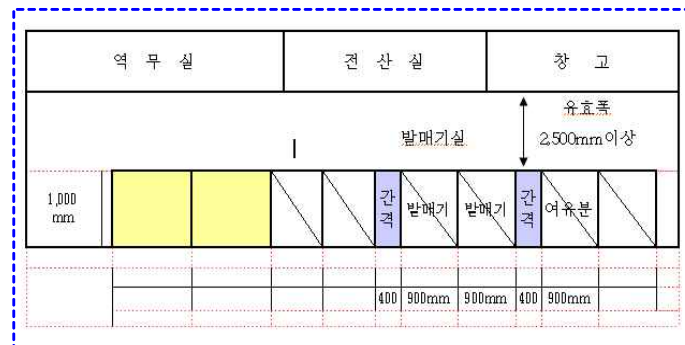 역 무 실 전 산 실 창 고
유효폭
발매기실 2,500mm이상
1,000
mm
간
격
발매기 발매기
간
격
여유분
400 900mm 900mm 400 900mm